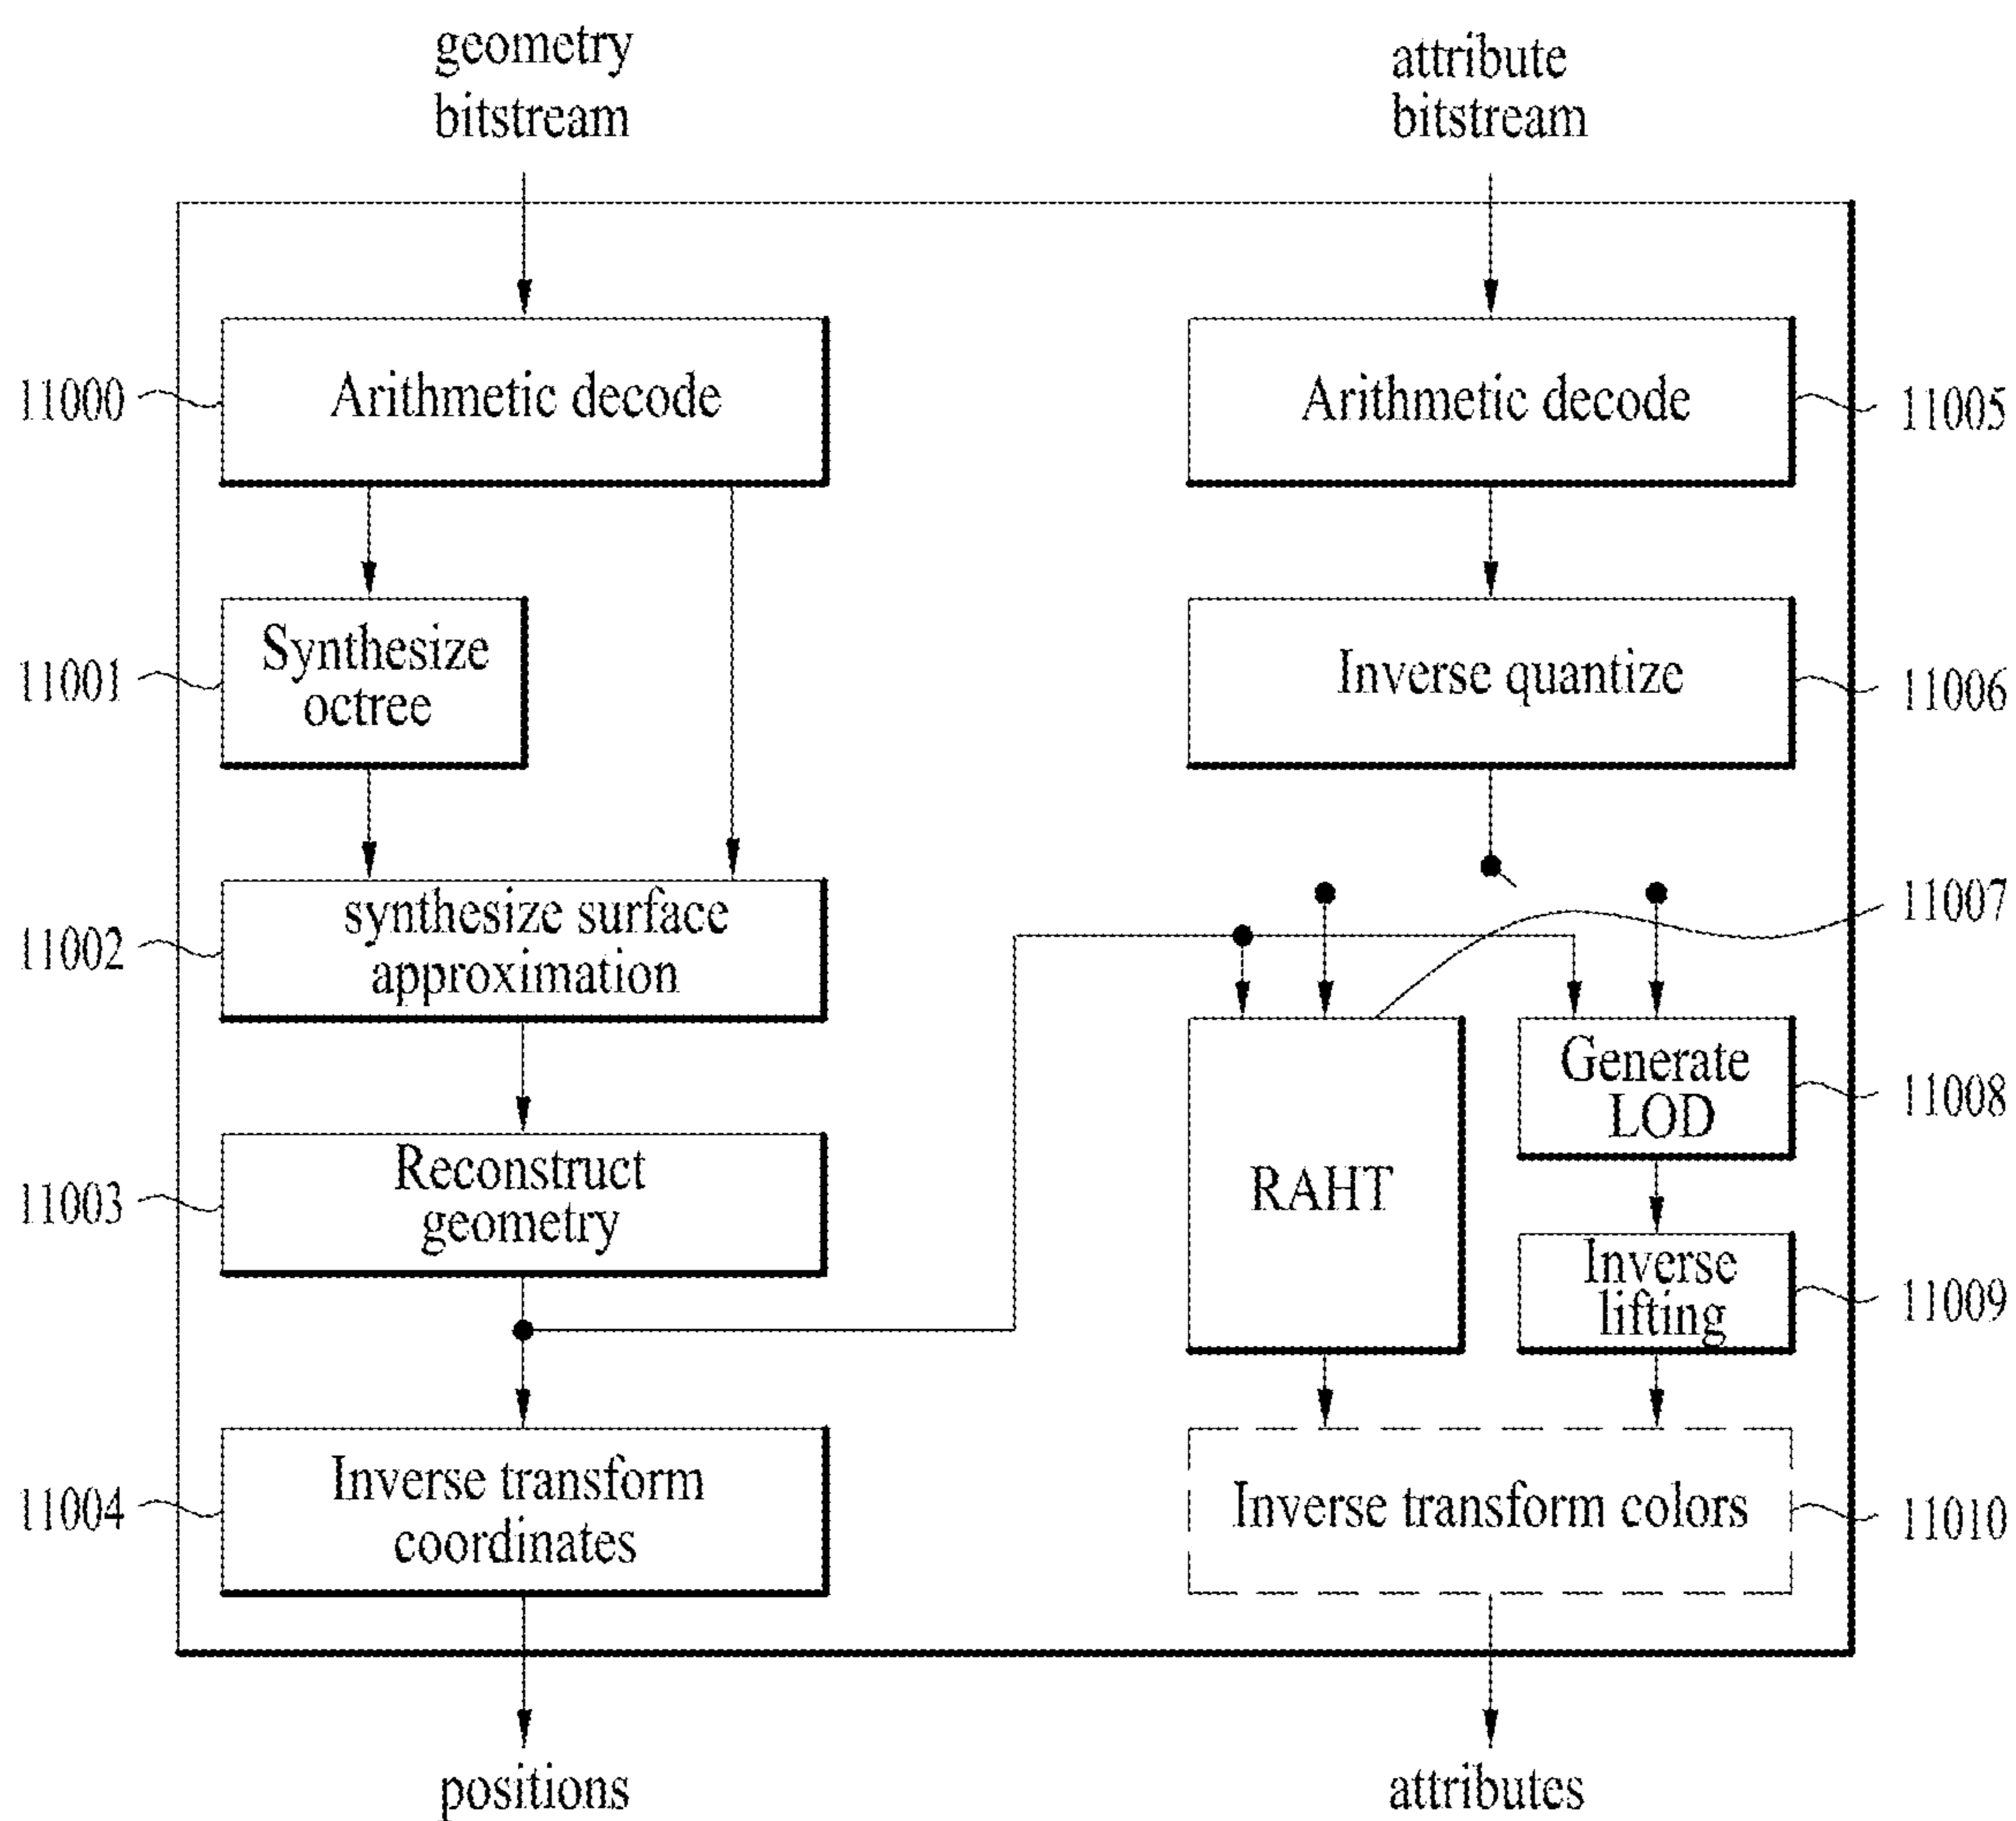 geometry
bitstream
attribute
bitstream
11000
Arithmetic decode
Arithmetic decode
11005
11001
Synthesize
octree
Inverse quantize
11006
11002
synthesize surface
approximation
11007
11003
Reconstruct
geometry
RAHT
Generate
LOD
11008
Inverse
lifting
11009
11004
Inverse transform
coordinates
Inverse transform colors
11010
positions
attributes